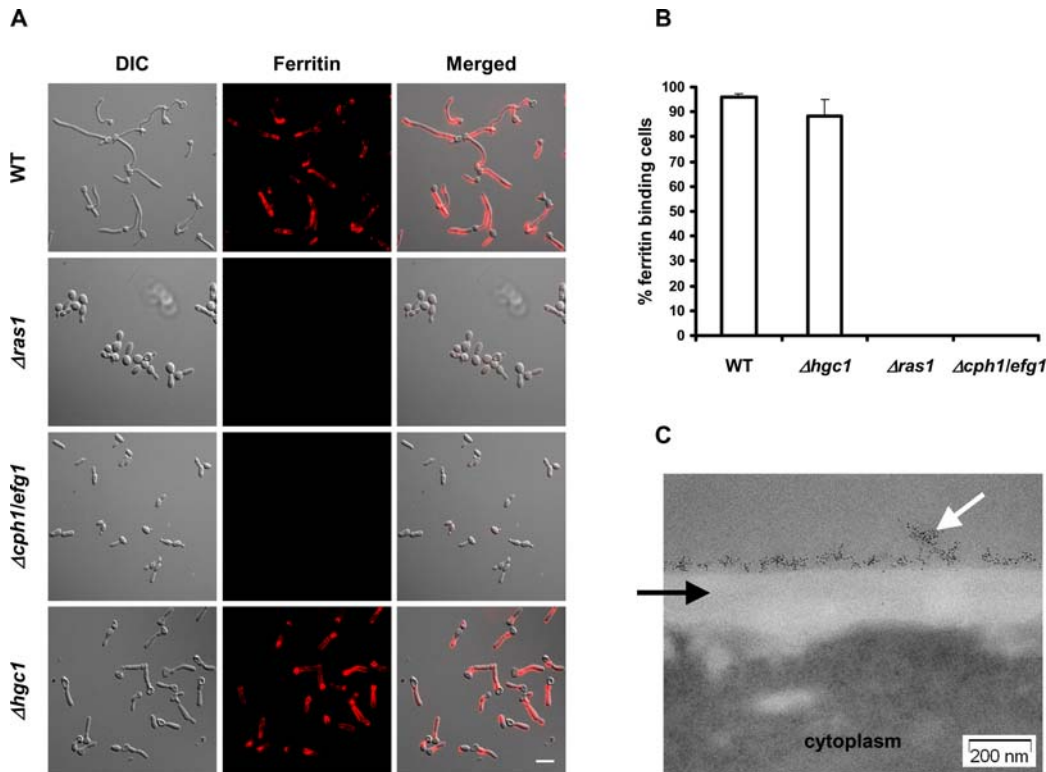 A
DIC Ferritin Merged
WT
Δras1
Δcph1/efg1
Δhgc1
B
% ferritin binding cells
100
90
80
70
60
50
40
30
20
10
0
WT Δhgc1 Δras1 Δcph1/efg1
C
cytoplasm
200 nm